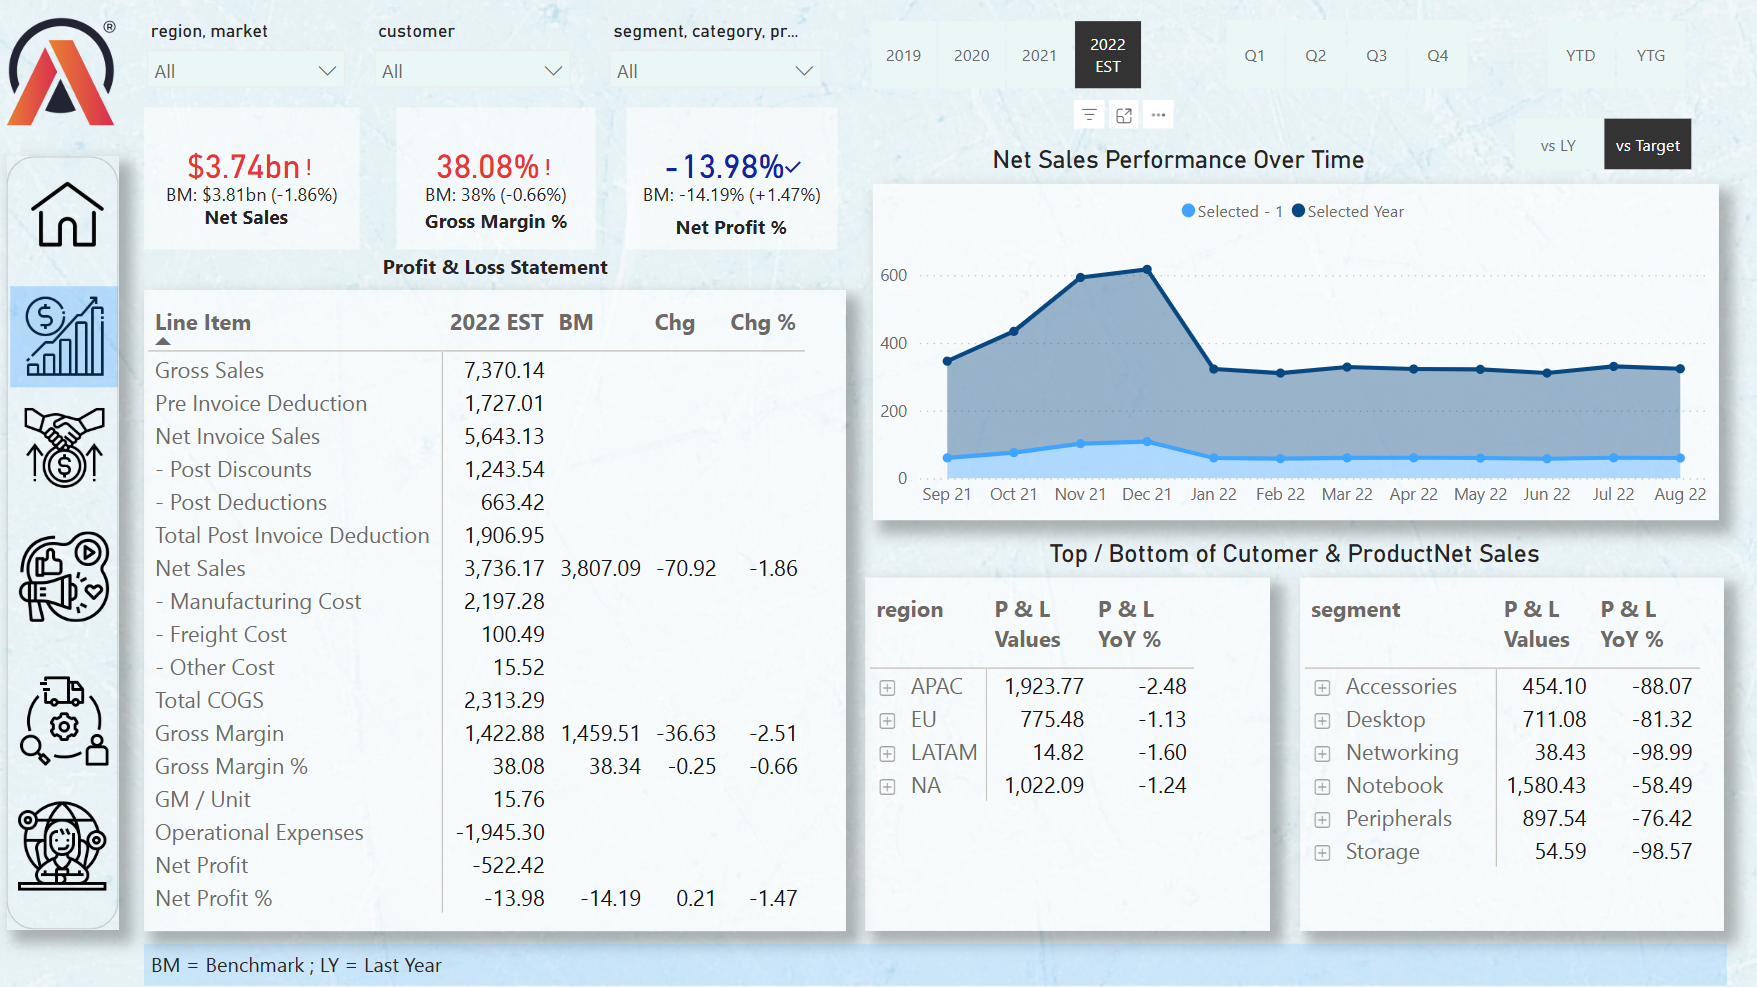 ®
region, market
customer
segment, category, pr...
All
All
All
2019
2020
2021
2022
EST
Q1
Q2
Q3
Q4
YTD
YTG
vs LY
vs Target
$3.74bn!
BM: $3.81bn (-1.86%)
Net Sales
38.08%!
BM: 38% (-0.66%)
Gross Margin %
-13.98%✓
BM: -14.19% (+1.47%)
Net Profit %
Profit & Loss Statement
Line Item 2022 EST BM Chg Chg %
Gross Sales 7,370.14
Pre Invoice Deduction 1,727.01
Net Invoice Sales 5,643.13
- Post Discounts 1,243.54
- Post Deductions 663.42
Total Post Invoice Deduction 1,906.95
Net Sales 3,736.17 3,807.09 -70.92 -1.86
- Manufacturing Cost 2,197.28
- Freight Cost 100.49
- Other Cost 15.52
Total COGS 2,313.29
Gross Margin 1,422.88 1,459.51 -36.63 -2.51
Gross Margin % 38.08 38.34 -0.25 -0.66
GM / Unit 15.76
Operational Expenses -1,945.30
Net Profit -522.42
Net Profit % -13.98 -14.19 0.21 -1.47
Net Sales Performance Over Time
Selected - 1 Selected Year
600
400
200
0
Sep 21 Oct 21 Nov 21 Dec 21 Jan 22 Feb 22 Mar 22 Apr 22 May 22 Jun 22 Jul 22 Aug 22
Top / Bottom of Cutomer & ProductNet Sales
region P & L Values P & L YoY %
APAC 1,923.77 -2.48
EU 775.48 -1.13
LATAM 14.82 -1.60
NA 1,022.09 -1.24
segment P & L Values P & L YoY %
Accessories 454.10 -88.07
Desktop 711.08 -81.32
Networking 38.43 -98.99
Notebook 1,580.43 -58.49
Peripherals 897.54 -76.42
Storage 54.59 -98.57
BM = Benchmark ; LY = Last Year